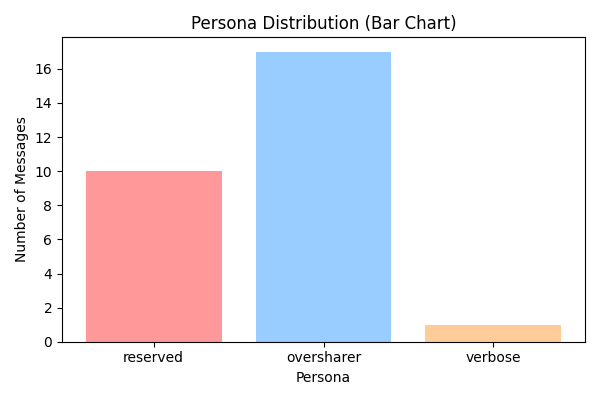 Persona Distribution (Bar Chart)
Number of Messages
16
14
12
10
8
6
4
2
0
reserved oversharer verbose
Persona